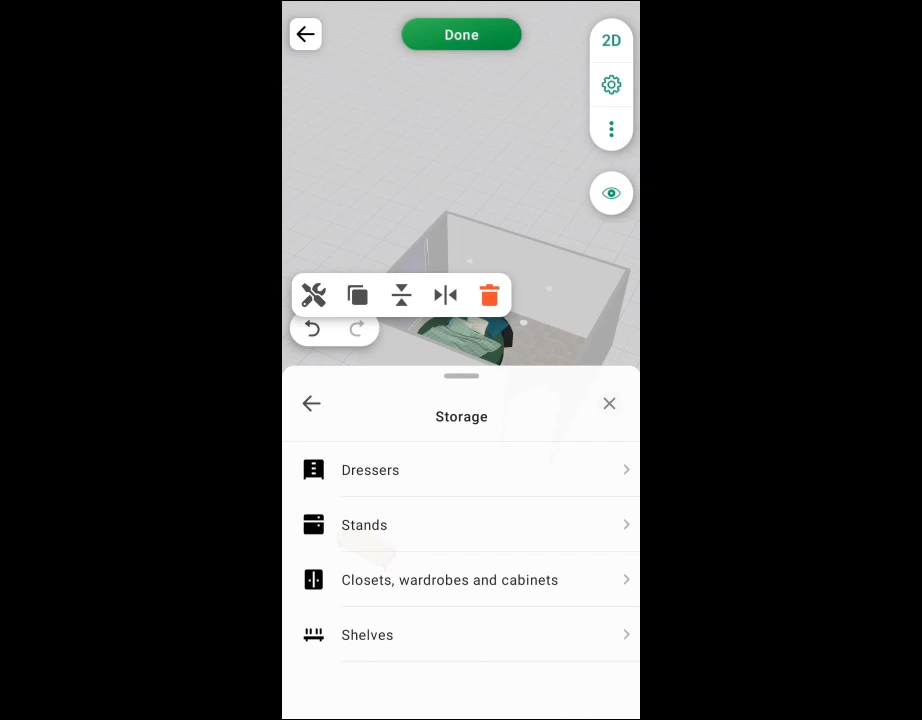 Done
2D
Storage
Dressers
Stands
Closets, wardrobes and cabinets
Shelves